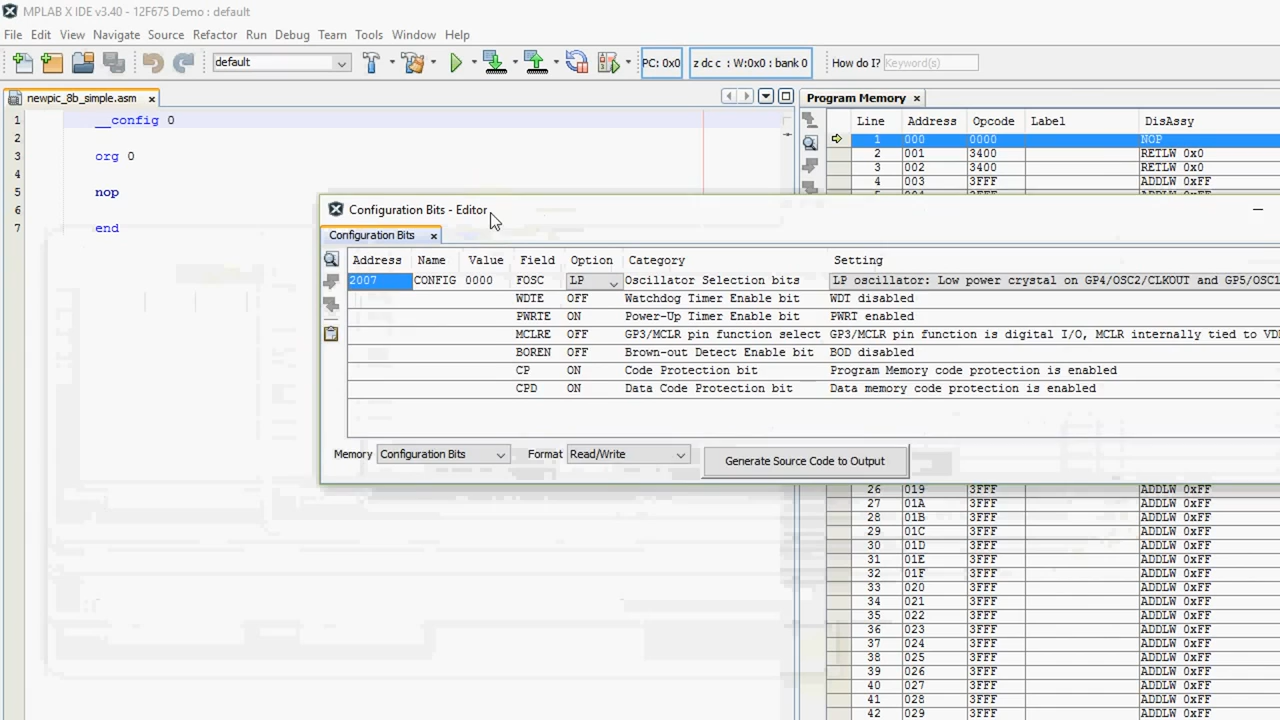 MPLAB X IDE v3.40 - 12F675 Demo : default
File Edit View Navigate Source Refactor Run Debug Team Tools Window Help
default PC: 0x0 z dc c : W:0x0 : bank 0 How do I? Keyword(s)
newpic_8b_simple.asm
1 __config 0
2
3 org 0
4
5 nop
6
7 end
Program Memory
Line Address Opcode Label DisAssy
1 000 0000 NOP
2 001 3400 RETLW 0x0
3 002 3400 RETLW 0x0
4 003 3FFF ADDLW 0xFF
Configuration Bits - Editor
Configuration Bits
Address Name Value Field Option Category Setting
2007 CONFIG 0000 FOSC LP Oscillator Selection bits LP oscillator: Low power crystal on GP4/OSC2/CLKOUT and GP5/OSC1
WDTE OFF Watchdog Timer Enable bit WDT disabled
PWRTE ON Power-Up Timer Enable bit PWRT enabled
MCLRE OFF GP3/MCLR pin function select GP3/MCLR pin function is digital I/O, MCLR internally tied to VDD
BOREN OFF Brown-out Detect Enable bit BOD disabled
CP ON Code Protection bit Program Memory code protection is enabled
CPD ON Data Code Protection bit Data memory code protection is enabled
Memory Configuration Bits Format Read/Write Generate Source Code to Output
26 019 3FFF ADDLW 0xFF
27 01A 3FFF ADDLW 0xFF
28 01B 3FFF ADDLW 0xFF
29 01C 3FFF ADDLW 0xFF
30 01D 3FFF ADDLW 0xFF
31 01E 3FFF ADDLW 0xFF
32 01F 3FFF ADDLW 0xFF
33 020 3FFF ADDLW 0xFF
34 021 3FFF ADDLW 0xFF
35 022 3FFF ADDLW 0xFF
36 023 3FFF ADDLW 0xFF
37 024 3FFF ADDLW 0xFF
38 025 3FFF ADDLW 0xFF
39 026 3FFF ADDLW 0xFF
40 027 3FFF ADDLW 0xFF
41 028 3FFF ADDLW 0xFF
42 029 3FFF ADDLW 0xFF